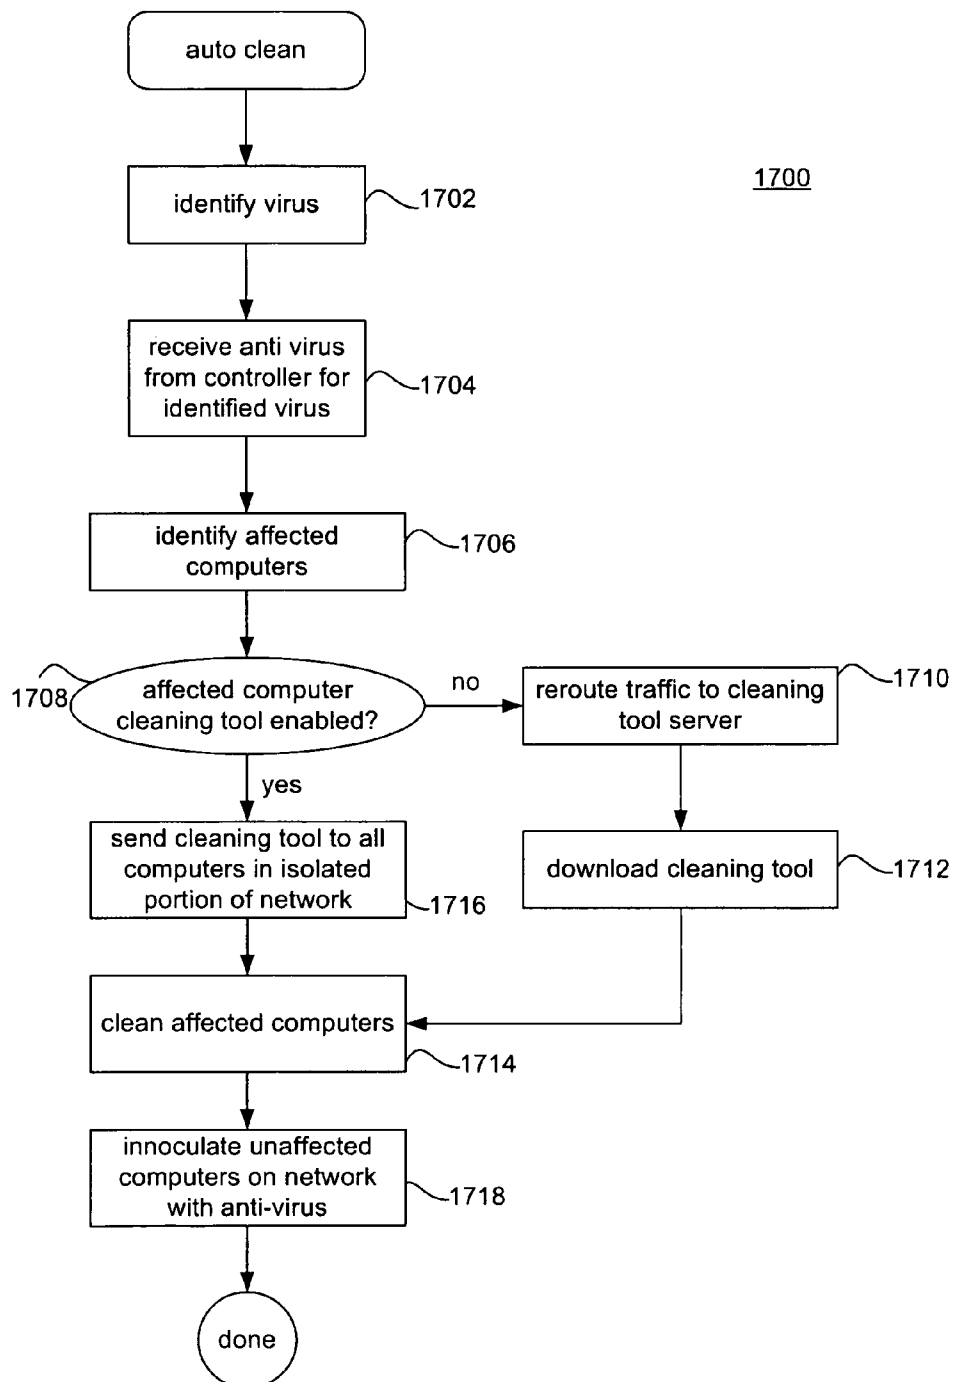 auto clean
1700
identify virus
1702
receive anti virus
from controller for
identified virus
1704
identify affected
computers
1706
1708
affected computer
cleaning tool enabled?
no
reroute traffic to cleaning
tool server
1710
yes
send cleaning tool to all
computers in isolated
portion of network
1716
download cleaning tool
1712
clean affected computers
1714
innoculate unaffected
computers on network
with anti-virus
1718
done